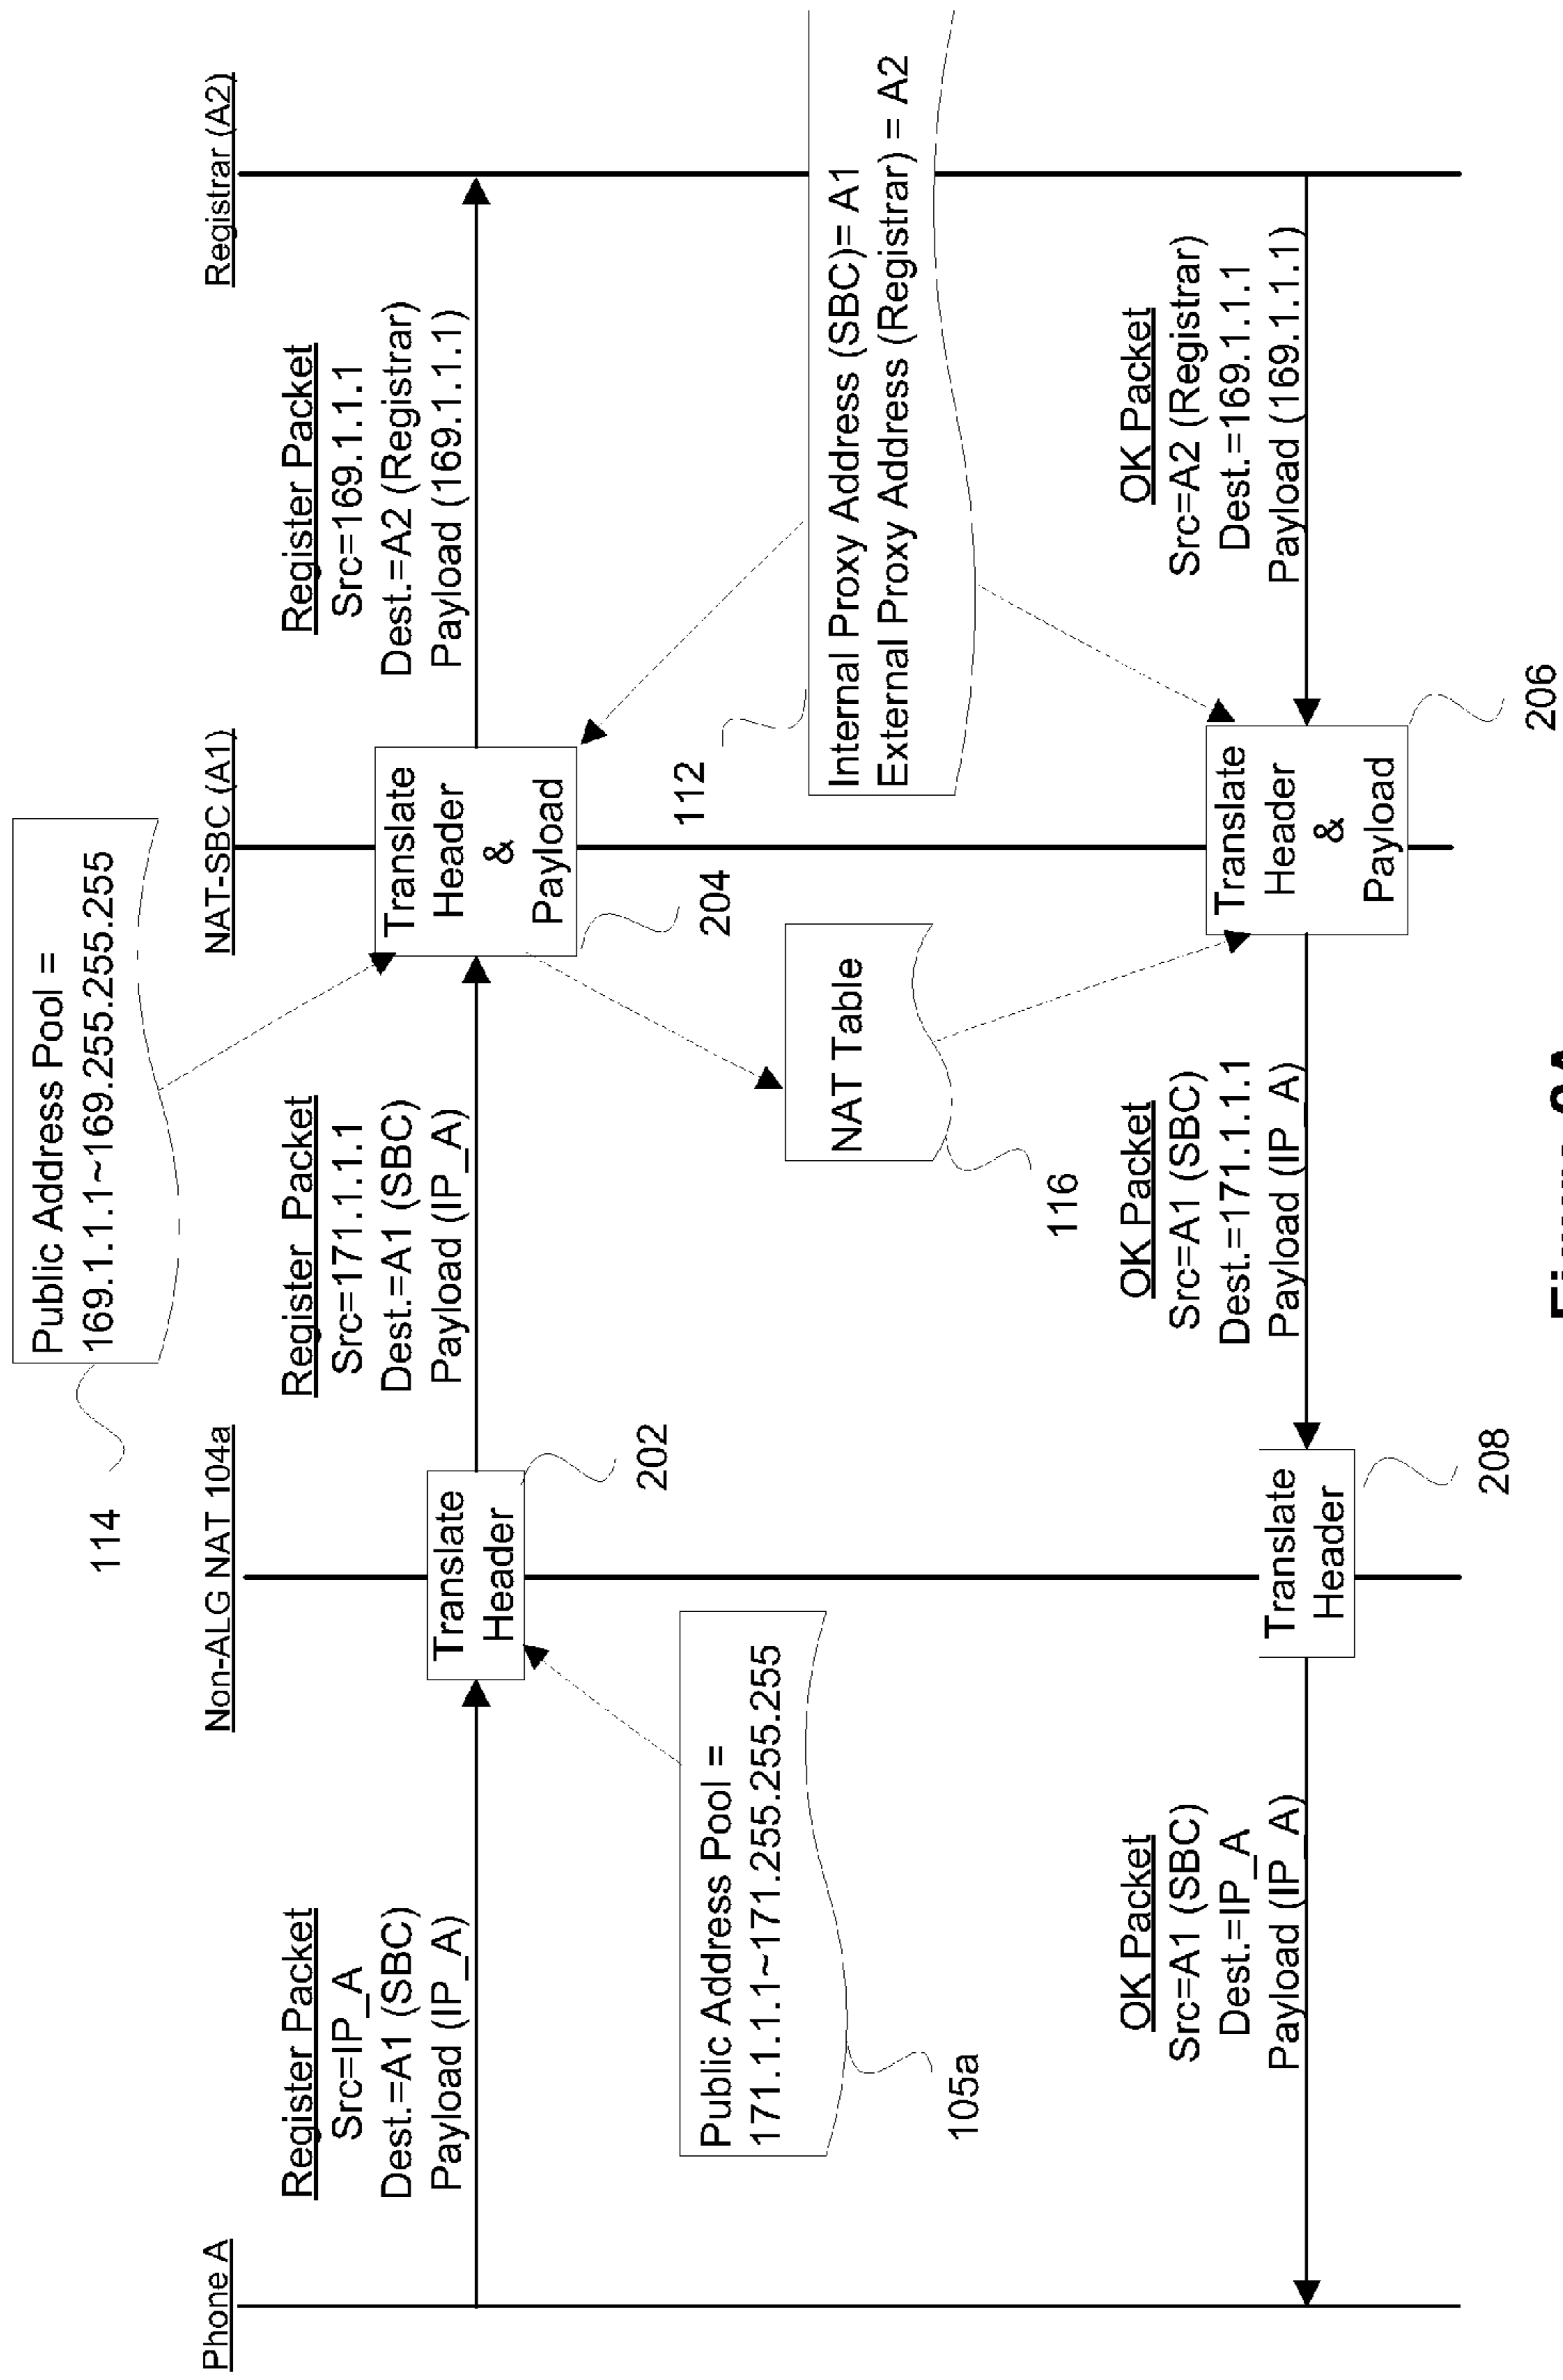 Public Address Pool =
169.1.1.1~169.255.255.255
114
Phone A
Non-ALG NAT 104a
NAT-SBC (A1)
Registrar (A2)
Register Packet
Src=IP_A
Dest.=A1 (SBC)
Payload (IP_A)
Translate
Header
202
Register Packet
Src=171.1.1.1
Dest.=A1 (SBC)
Payload (IP_A)
Translate
Header
&
Payload
204
Register Packet
Src=169.1.1.1
Dest.=A2 (Registrar)
Payload (169.1.1.1)
Public Address Pool =
171.1.1.1~171.255.255.255
105a
NAT Table
116
112
Internal Proxy Address (SBC)= A1
External Proxy Address (Registrar) = A2
OK Packet
Src=A1 (SBC)
Dest.=IP_A
Payload (IP_A)
Translate
Header
208
OK Packet
Src=A1 (SBC)
Dest.=171.1.1.1
Payload (IP_A)
Translate
Header
&
Payload
206
OK Packet
Src=A2 (Registrar)
Dest.=169.1.1.1
Payload (169.1.1.1)
Figure